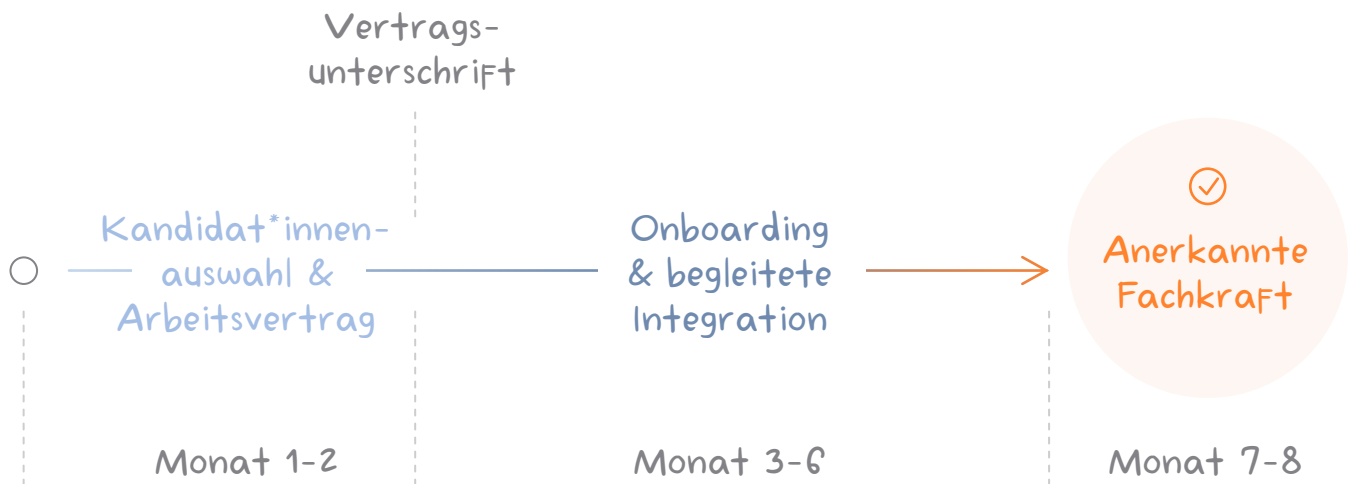 Vertrags-
unterschrift
Kandidat*innen-
auswahl &
Arbeitsvertrag
Onboarding
& begleitete
Integration
Anerkannte
Fachkraft
Monat 1-2
Monat 3-6
Monat 7-8